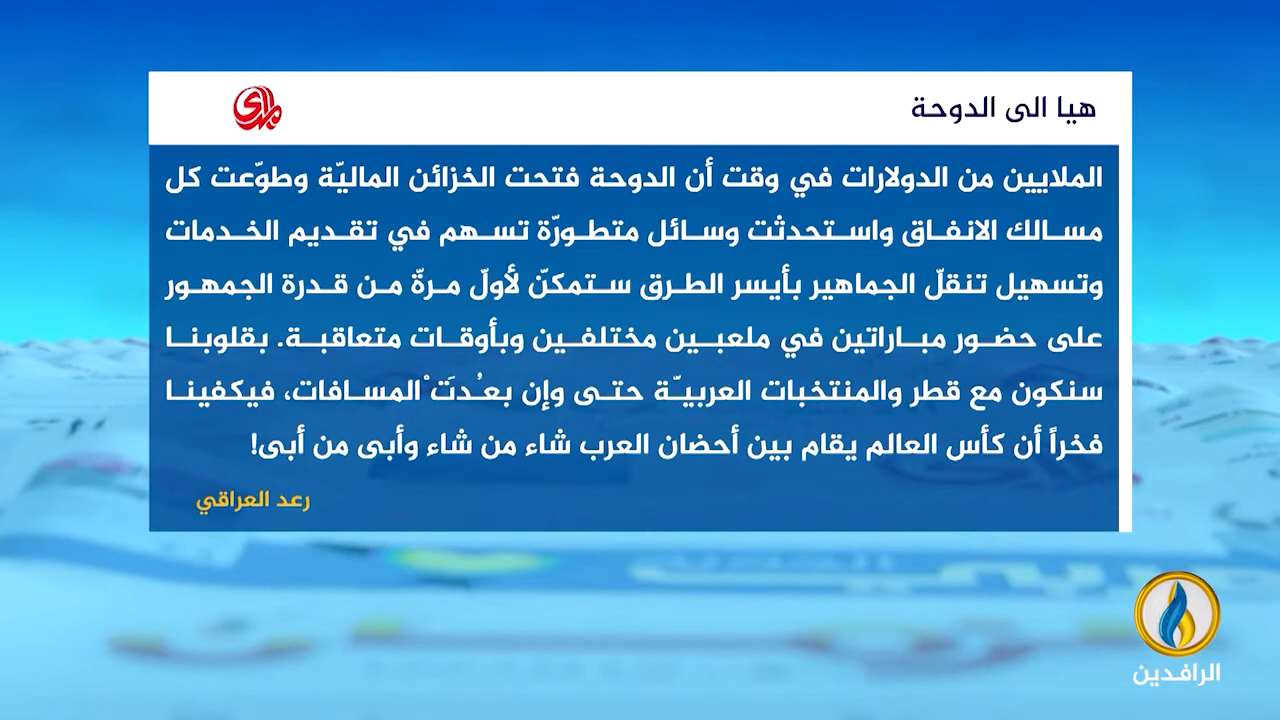 هيا الى الدوحة
المدى
الملايين من الدولارات في وقت أن الدوحة فتحت الخزائن الماليّة وطوّعت كل
مسالك الانفاق واستحدثت وسائل متطورّة تسهم في تقديم الخدمات
وتسهيل تنقلّ الجماهير بأيسر الطرق ستمكنّ لأولّ مرةّ من قدرة الجمهور
على حضور مباراتين في ملعبين مختلفين وبأوقات متعاقبة. بقلوبنا
سنكون مع قطر والمنتخبات العربيّة حتى وإن بعُدتَ ْالمسافات، فيكفينا
فخراً أن كأس العالم يقام بين أحضان العرب شاء من شاء وأبى من أبى!
رعد العراقي
الرافدين